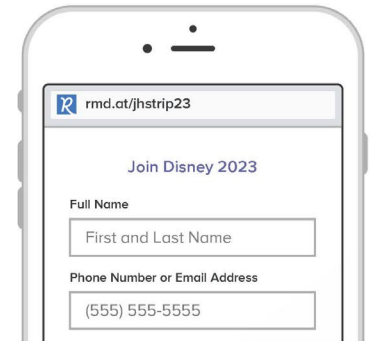 rmd.at/jhstrip23
Join Disney 2023
Full Name
First and Last Name
Phone Number or Email Address
(555) 555-5555